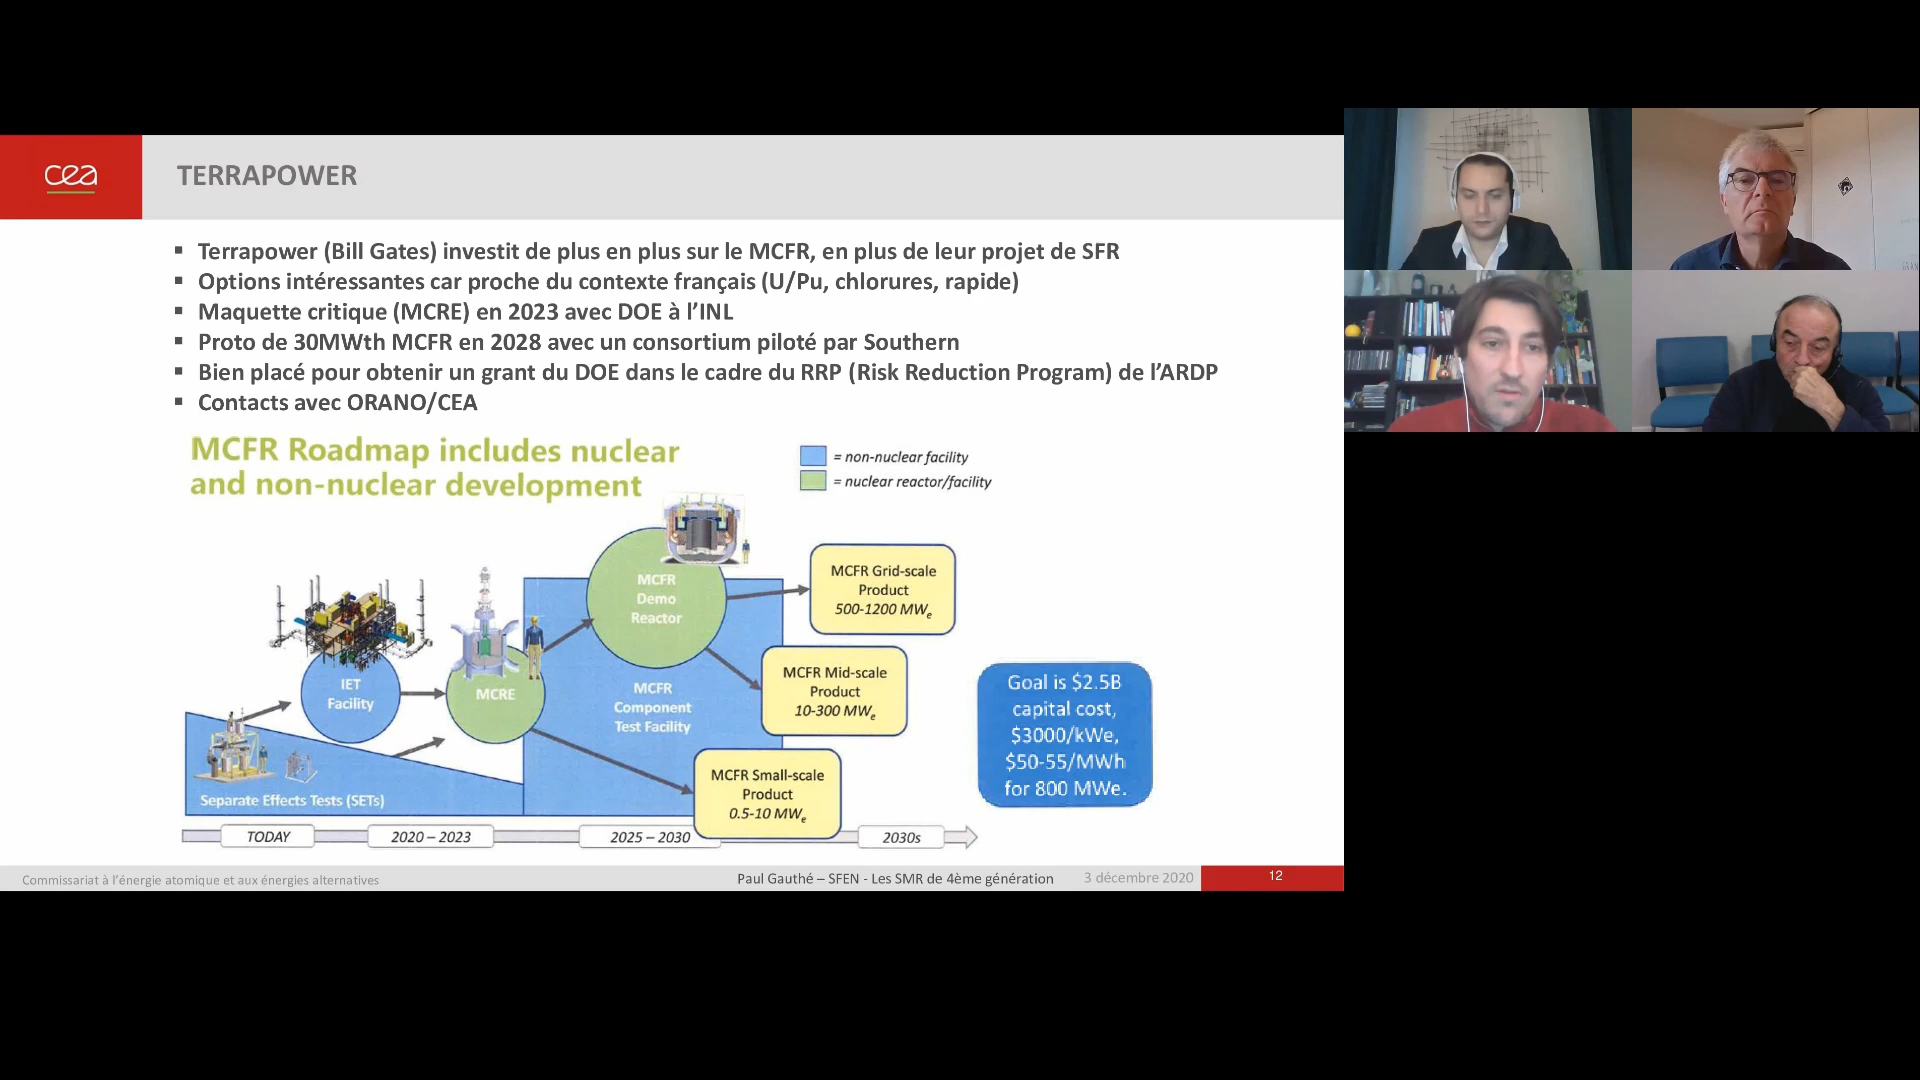 cea
TERRAPOWER
▪ Terrapower (Bill Gates) investit de plus en plus sur le MCFR, en plus de leur projet de SFR
▪ Options intéressantes car proche du contexte français (U/Pu, chlorures, rapide)
▪ Maquette critique (MCRE) en 2023 avec DOE à l'INL
▪ Proto de 30MWth MCFR en 2028 avec un consortium piloté par Southern
▪ Bien placé pour obtenir un grant du DOE dans le cadre du RRP (Risk Reduction Program) de l'ARDP
▪ Contacts avec ORANO/CEA
MCFR Roadmap includes nuclear
and non-nuclear development
= non-nuclear facility
= nuclear reactor/facility
MCFR
Demo
Reactor
MCFR Grid-scale
Product
500-1200 MWe
IET
Facility
MCRE
MCFR
Component
Test Facility
MCFR Mid-scale
Product
10-300 MWe
Goal is $2.5B
capital cost,
$3000/kWe,
$50-55/MWh
for 800 MWe.
MCFR Small-scale
Product
0.5-10 MWe
Separate Effects Tests (SETs)
TODAY
2020 – 2023
2025 – 2030
2030s
Commissariat à l'énergie atomique et aux énergies alternatives
Paul Gauthé – SFEN - Les SMR de 4ème génération
3 décembre 2020
12